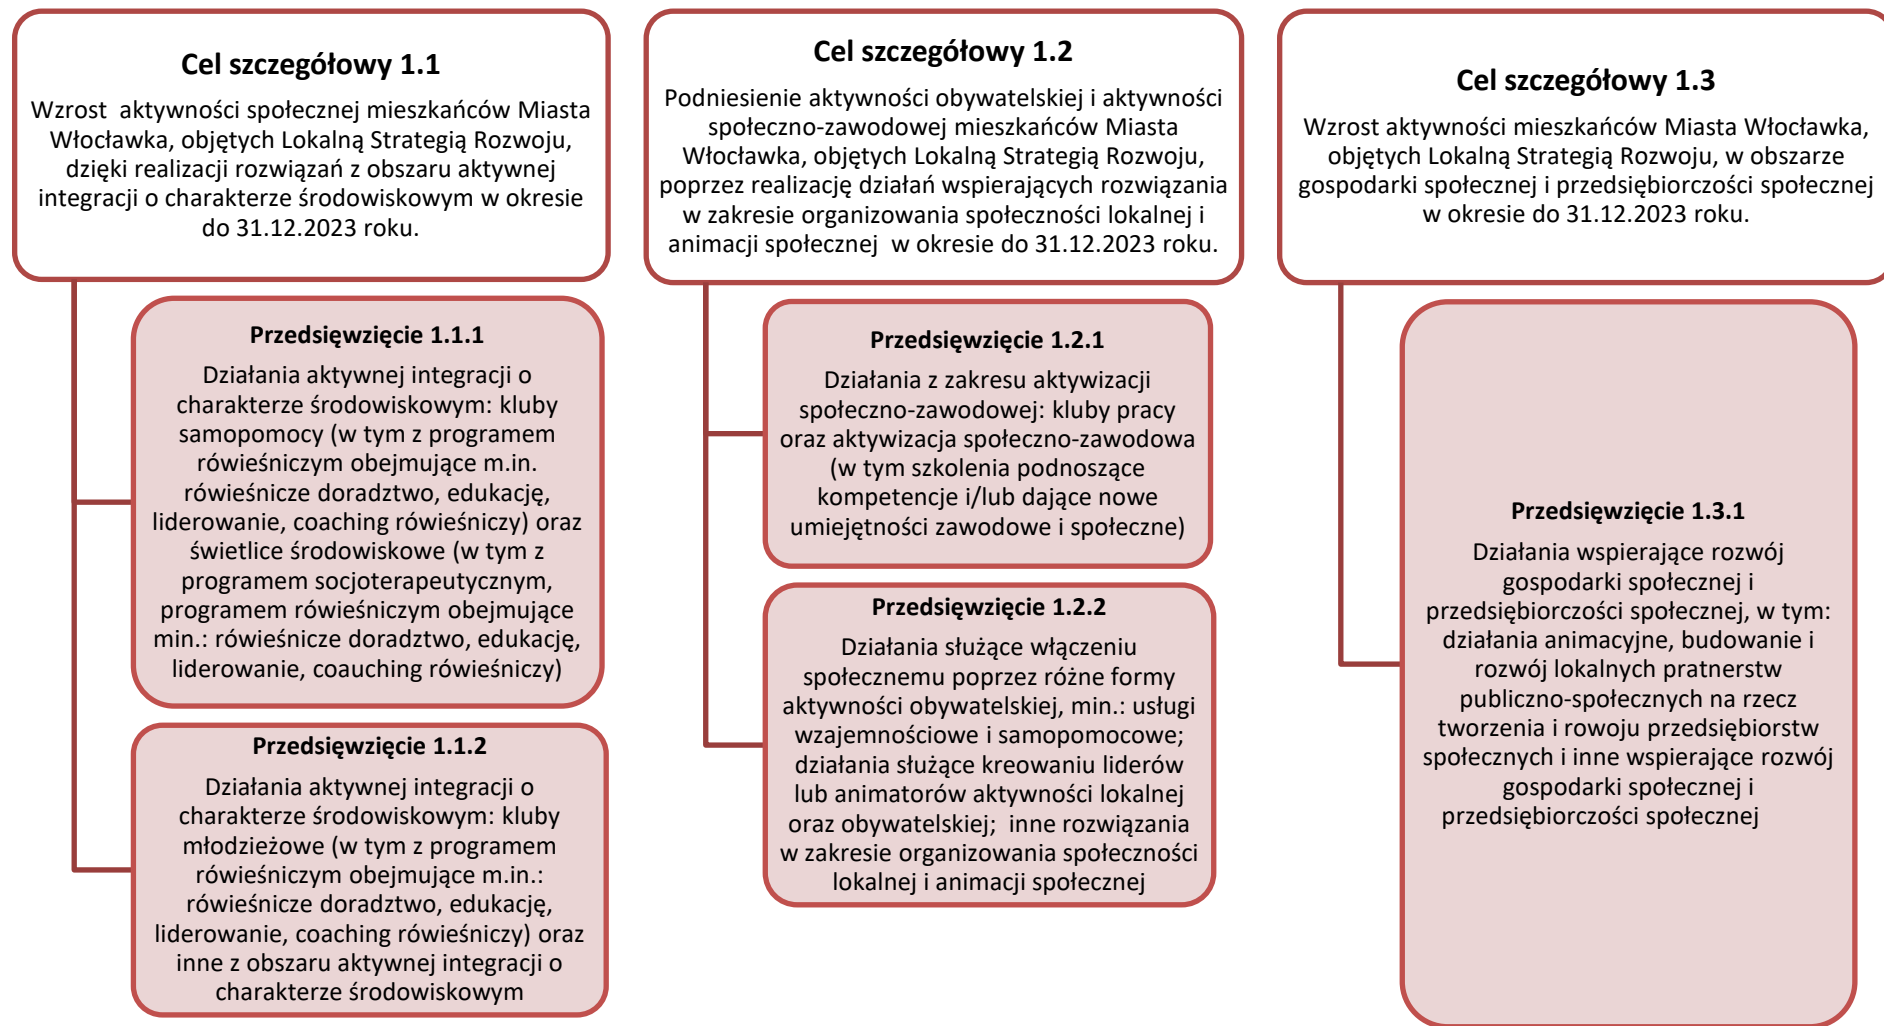 Cel szczegółowy 1.1
Wzrost aktywności społecznej mieszkańców Miasta
Włocławka, objętych Lokalną Strategią Rozwoju,
dzięki realizacji rozwiązań z obszaru aktywnej
integracji o charakterze środowiskowym w okresie
do 31.12.2023 roku.
Przedsięwzięcie 1.1.1
Działania aktywnej integracji o
charakterze środowiskowym: kluby
samopomocy (w tym z programem
rówieśniczym obejmujące m.in.
rówieśnicze doradztwo, edukację,
liderowanie, coaching rówieśniczy) oraz
świetlice środowiskowe (w tym z
programem socjoterapeutycznym,
programem rówieśniczym obejmujące
min.: rówieśnicze doradztwo, edukację,
liderowanie, coauching rówieśniczy)
Przedsięwzięcie 1.1.2
Działania aktywnej integracji o
charakterze środowiskowym: kluby
młodzieżowe (w tym z programem
rówieśniczym obejmujące m.in.:
rówieśnicze doradztwo, edukację,
liderowanie, coaching rówieśniczy) oraz
inne z obszaru aktywnej integracji o
charakterze środowiskowym
Cel szczegółowy 1.2
Podniesienie aktywności obywatelskiej i aktywności
społeczno-zawodowej mieszkańców Miasta
Włocławka, objętych Lokalną Strategią Rozwoju,
poprzez realizację działań wspierających rozwiązania
w zakresie organizowania społeczności lokalnej i
animacji społecznej w okresie do 31.12.2023 roku.
Przedsięwzięcie 1.2.1
Działania z zakresu aktywizacji
społeczno-zawodowej: kluby pracy
oraz aktywizacja społeczno-zawodowa
(w tym szkolenia podnoszące
kompetencje i/lub dające nowe
umiejętności zawodowe i społeczne)
Przedsięwzięcie 1.2.2
Działania służące włączeniu
społecznemu poprzez różne formy
aktywności obywatelskiej, min.: usługi
wzajemnościowe i samopomocowe;
działania służące kreowaniu liderów
lub animatorów aktywności lokalnej
oraz obywatelskiej; inne rozwiązania
w zakresie organizowania społeczności
lokalnej i animacji społecznej
Cel szczegółowy 1.3
Wzrost aktywności mieszkańców Miasta Włocławka,
objętych Lokalną Strategią Rozwoju, w obszarze
gospodarki społecznej i przedsiębiorczości społecznej
w okresie do 31.12.2023 roku.
Przedsięwzięcie 1.3.1
Działania wspierające rozwój
gospodarki społecznej i
przedsiębiorczości społecznej, w tym:
działania animacyjne, budowanie i
rozwój lokalnych pratnerstw
publiczno-społecznych na rzecz
tworzenia i rowoju przedsiębiorstw
społecznych i inne wspierające rozwój
gospodarki społecznej i
przedsiębiorczości społecznej